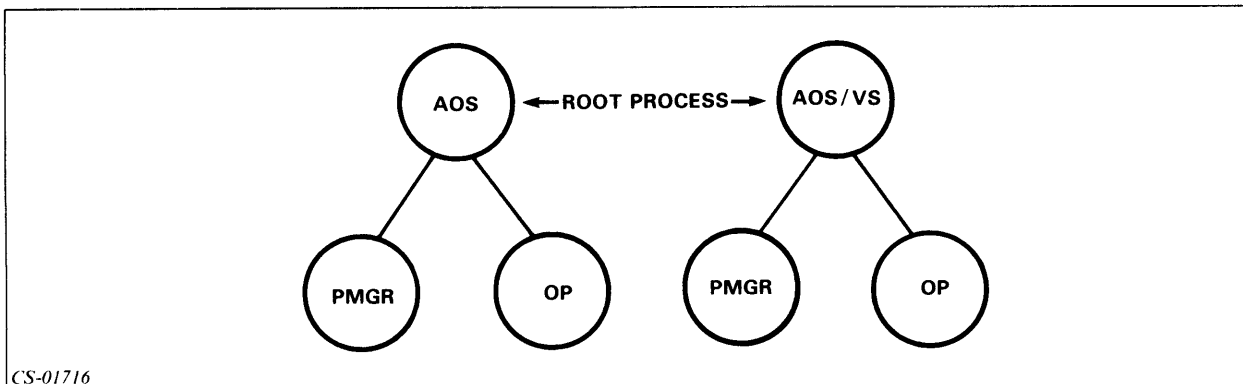 AOS ROOT PROCESS AOS/VS
PMGR OP PMGR OP
CS-01716